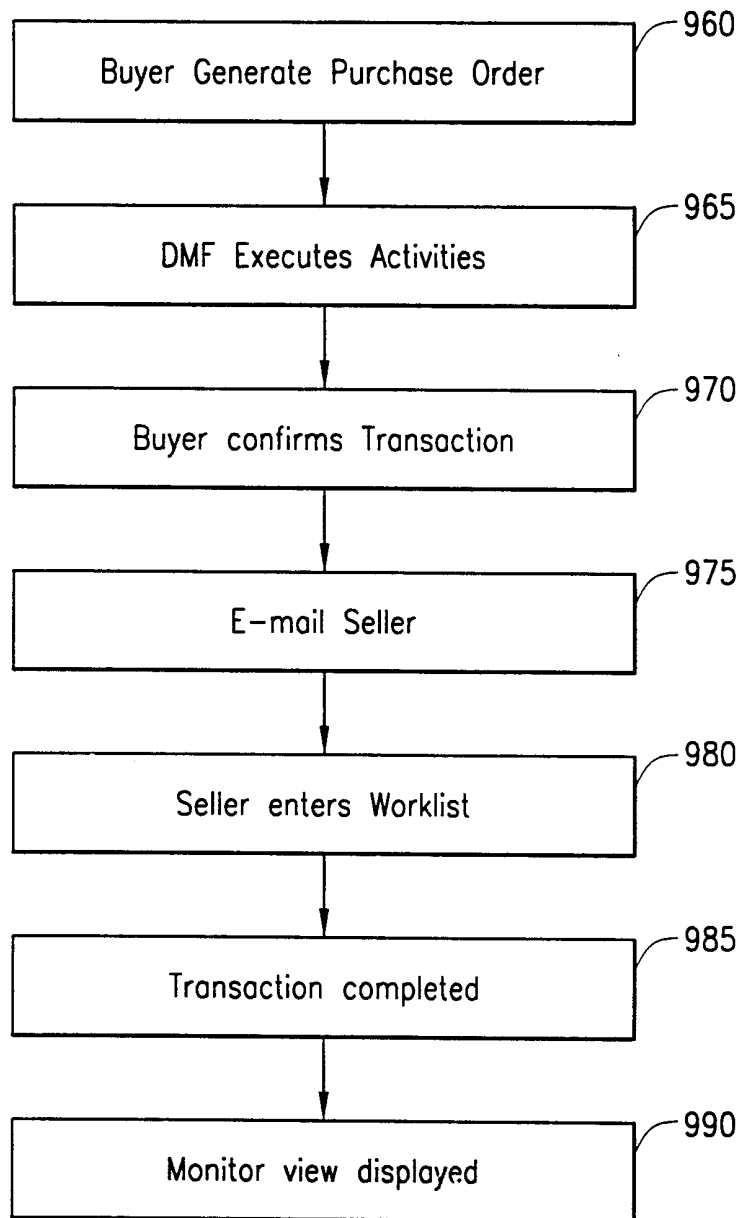 960
Buyer Generate Purchase Order
965
DMF Executes Activities
970
Buyer confirms Transaction
975
E-mail Seller
980
Seller enters Worklist
985
Transaction completed
990
Monitor view displayed